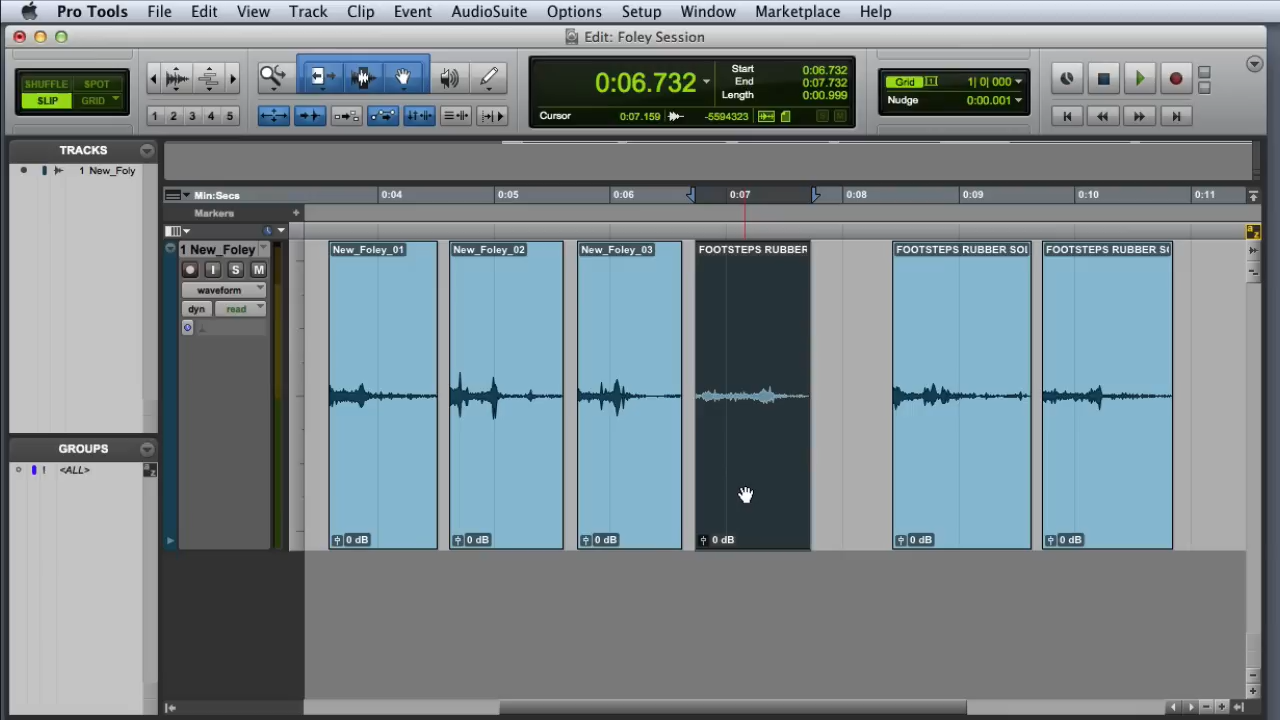 Pro Tools File Edit View Track Clip Event AudioSuite Options Setup Window Marketplace Help
Edit: Foley Session
SHUFFLE SPOT
SLIP GRID
1 2 3 4 5
0:06.732
Start 0:06.732
End 0:07.732
Length 0:00.999
Cursor 0:07.159 -5594323
Grid 1| 0| 000
Nudge 0:00.001
TRACKS
1 New_Foly
Min:Secs 0:04 0:05 0:06 0:07 0:08 0:09 0:10 0:11
Markers +
a z
1 New_Foley
I S M
waveform
dyn read
New_Foley_01 New_Foley_02 New_Foley_03 FOOTSTEPS RUBBER FOOTSTEPS RUBBER SOL FOOTSTEPS RUBBER SO
0 dB 0 dB 0 dB 0 dB 0 dB 0 dB
GROUPS
1 <ALL>